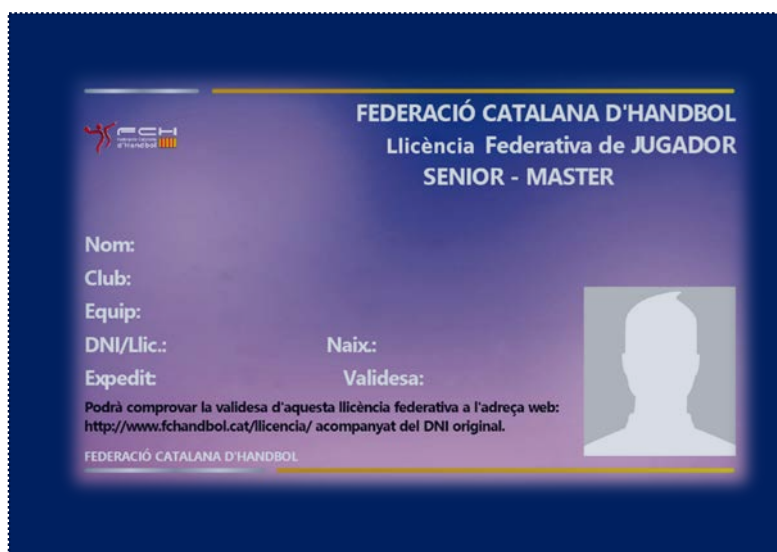 FEDERACIÓ CATALANA D'HANDBOL
FCH
d'Handbol
Llicència Federativa de JUGADOR
SENIOR - MASTER
Nom:
Club:
Equip:
DNI/Llic.:
Naix.:
Expedit:
Validesa:
Podrà comprovar la validesa d'aquesta llicència federativa a l'adreça web:
http://www.fchandbol.cat/llicencia/ acompanyat del DNI original.
FEDERACIÓ CATALANA D'HANDBOL